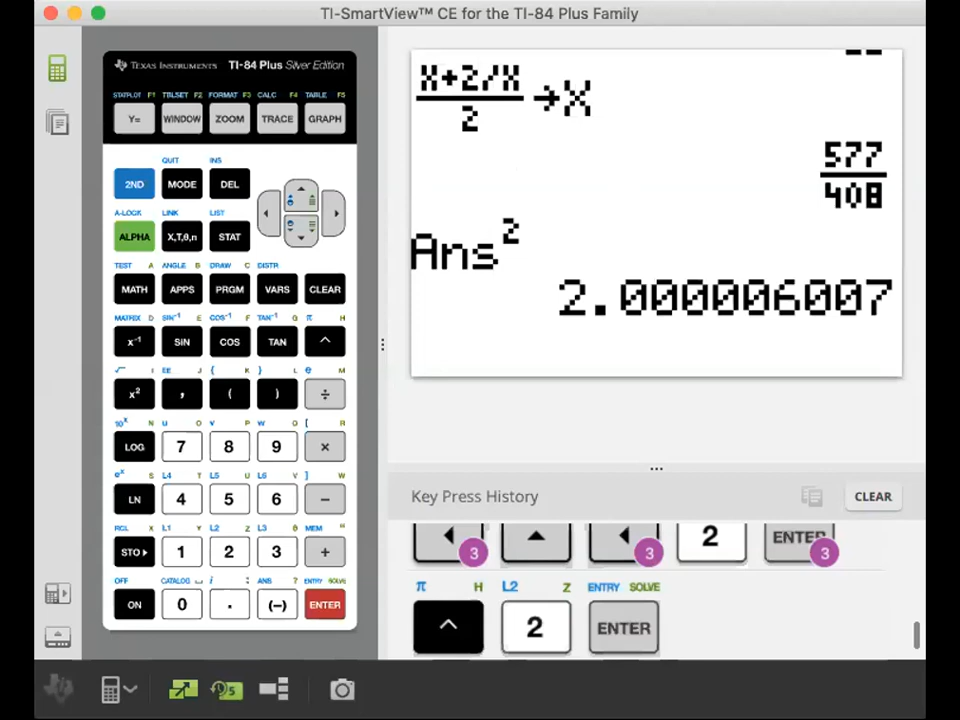 TI-SmartView™ CE for the TI-84 Plus Family
TEXAS INSTRUMENTS TI-84 Plus Silver Edition
STATPLOT F1 TBLSET F2 FORMAT F3 CALC F4 TABLE F5
Y= WINDOW ZOOM TRACE GRAPH
QUIT INS
2ND MODE DEL
A-LOCK LINK LIST
ALPHA X,T,θ,n STAT
TEST A ANGLE B DRAW C DISTR
MATH APPS PRGM VARS CLEAR
MATRIX D SIN⁻¹ E COS⁻¹ F TAN⁻¹ G π H
x⁻¹ SIN COS TAN ^
√ I EE J { K } L e M
x² , ( ) ÷
10ˣ N u O v P w Q [ R
LOG 7 8 9 ×
eˣ S L4 T L5 U L6 V ] W
LN 4 5 6 −
RCL X L1 Y L2 Z L3 θ MEM "
STO▸ 1 2 3 +
OFF CATALOG ␣ i : ANS ? ENTRY SOLVE
ON 0 . (−) ENTER
X+2/X
2
→X
577
408
Ans²
2.000006007
Key Press History
CLEAR
3 3 2 ENTER 3
π H L2 Z ENTRY SOLVE
^ 2 ENTER
5